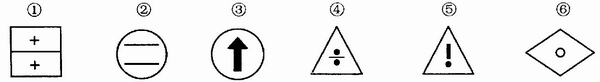 ① ② ③ ④ ⑤ ⑥
+ ÷ !
+